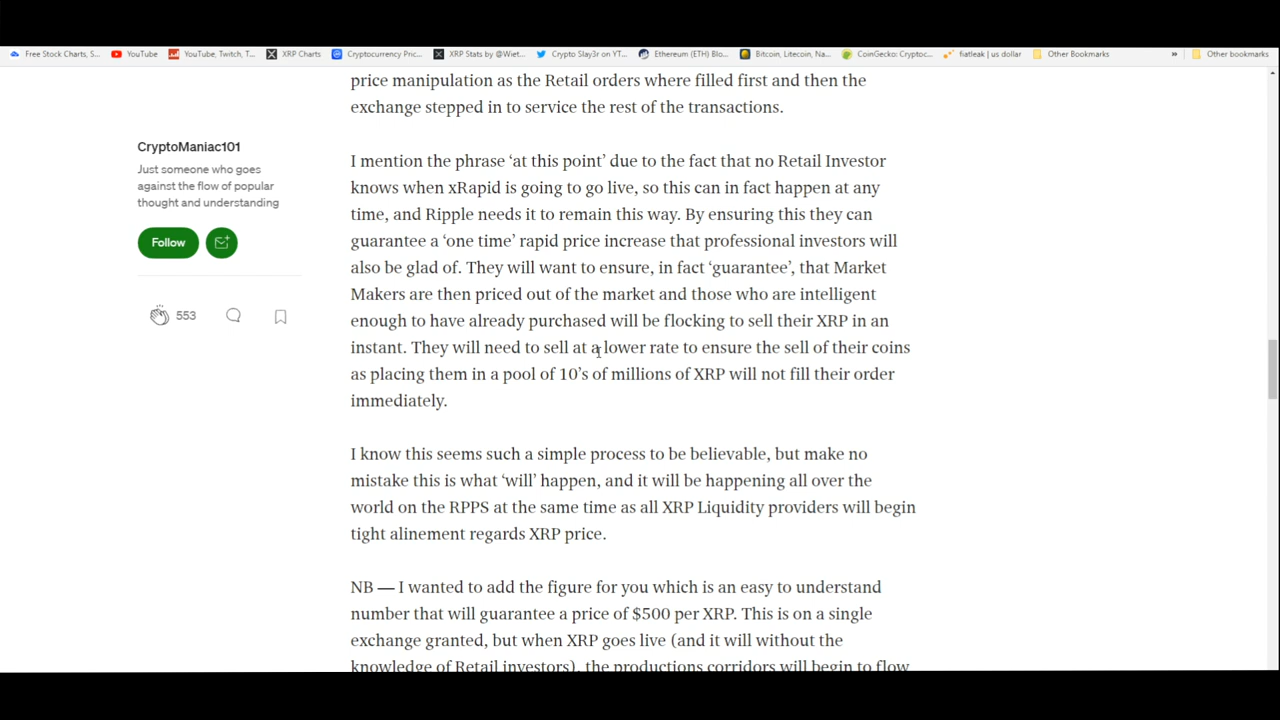 Free Stock Charts, S...
YouTube
YouTube, Twitch, T...
XRP Charts
Cryptocurrency Pric...
XRP Stats by @Wiet...
Crypto Slay3r on YT...
Ethereum (ETH) Blo...
Bitcoin, Litecoin, Na...
CoinGecko: Cryptoc...
fiatleak | us dollar
Other Bookmarks
»
Other bookmarks
price manipulation as the Retail orders where filled first and then the
exchange stepped in to service the rest of the transactions.
CryptoManiac101
Just someone who goes
against the flow of popular
thought and understanding
Follow
553
I mention the phrase ‘at this point’ due to the fact that no Retail Investor
knows when xRapid is going to go live, so this can in fact happen at any
time, and Ripple needs it to remain this way. By ensuring this they can
guarantee a ‘one time’ rapid price increase that professional investors will
also be glad of. They will want to ensure, in fact ‘guarantee’, that Market
Makers are then priced out of the market and those who are intelligent
enough to have already purchased will be flocking to sell their XRP in an
instant. They will need to sell at a lower rate to ensure the sell of their coins
as placing them in a pool of 10’s of millions of XRP will not fill their order
immediately.
I know this seems such a simple process to be believable, but make no
mistake this is what ‘will’ happen, and it will be happening all over the
world on the RPPS at the same time as all XRP Liquidity providers will begin
tight alinement regards XRP price.
NB — I wanted to add the figure for you which is an easy to understand
number that will guarantee a price of $500 per XRP. This is on a single
exchange granted, but when XRP goes live (and it will without the
knowledge of Retail investors), the productions corridors will begin to flow